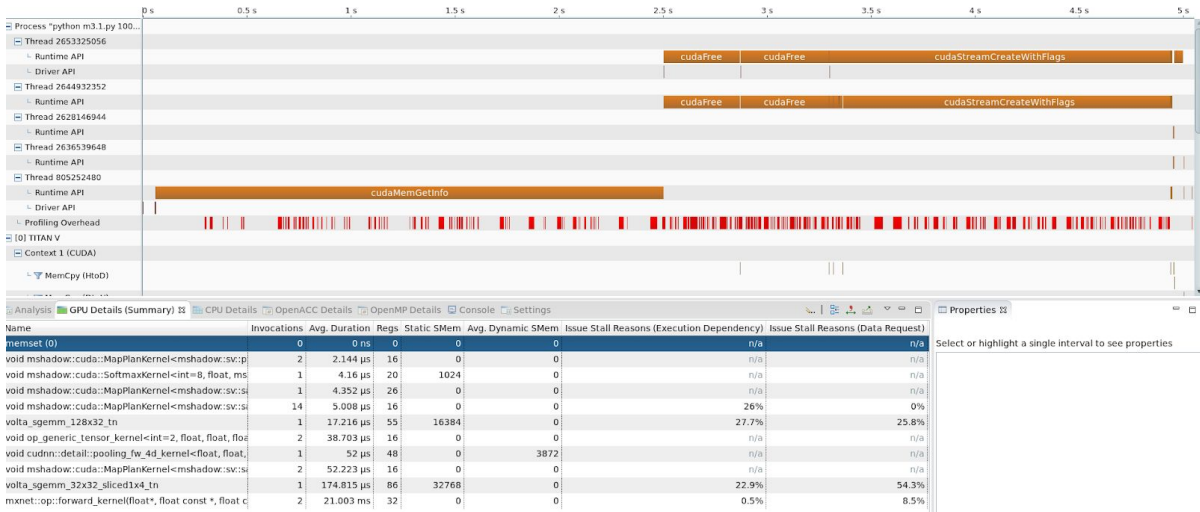 0 s 0.5 s 1 s 1.5 s 2 s 2.5 s 3 s 3.5 s 4 s 4.5 s 5 s
Process "python m3.1.py 100...
Thread 2653325056
Runtime API cudaFree cudaFree cudaStreamCreateWithFlags
Driver API
Thread 2644932352
Runtime API cudaFree cudaFree cudaStreamCreateWithFlags
Thread 2628146944
Runtime API
Thread 2636539648
Runtime API
Thread 805252480
Runtime API cudaMemGetInfo
Driver API
Profiling Overhead
[0] TITAN V
Context 1 (CUDA)
MemCpy (HtoD)
Analysis GPU Details (Summary) CPU Details OpenACC Details OpenMP Details Console Settings Properties
Name Invocations Avg. Duration Regs Static SMem Avg. Dynamic SMem Issue Stall Reasons (Execution Dependency) Issue Stall Reasons (Data Request)
memset (0) 0 0 ns 0 0 0 n/a n/a Select or highlight a single interval to see properties
void mshadow::cuda::MapPlanKernel<mshadow::sv::p 2 2.144 µs 16 0 0 n/a n/a
void mshadow::cuda::SoftmaxKernel<int=8, float, ms 1 4.16 µs 20 1024 0 n/a n/a
void mshadow::cuda::MapPlanKernel<mshadow::sv::sa 1 4.352 µs 26 0 0 n/a n/a
void mshadow::cuda::MapPlanKernel<mshadow::sv::sa 14 5.008 µs 16 0 0 26% 0%
volta_sgemm_128x32_tn 1 17.216 µs 55 16384 0 27.7% 25.8%
void op_generic_tensor_kernel<int=2, float, float, floa 2 38.703 µs 16 0 0 n/a n/a
void cudnn::detail::pooling_fw_4d_kernel<float, float, 1 52 µs 48 0 3872 n/a n/a
void mshadow::cuda::MapPlanKernel<mshadow::sv::sa 2 52.223 µs 16 0 0 n/a n/a
volta_sgemm_32x32_sliced1x4_tn 1 174.815 µs 86 32768 0 22.9% 54.3%
mxnet::op::forward_kernel(float*, float const *, float c 2 21.003 ms 32 0 0 0.5% 8.5%